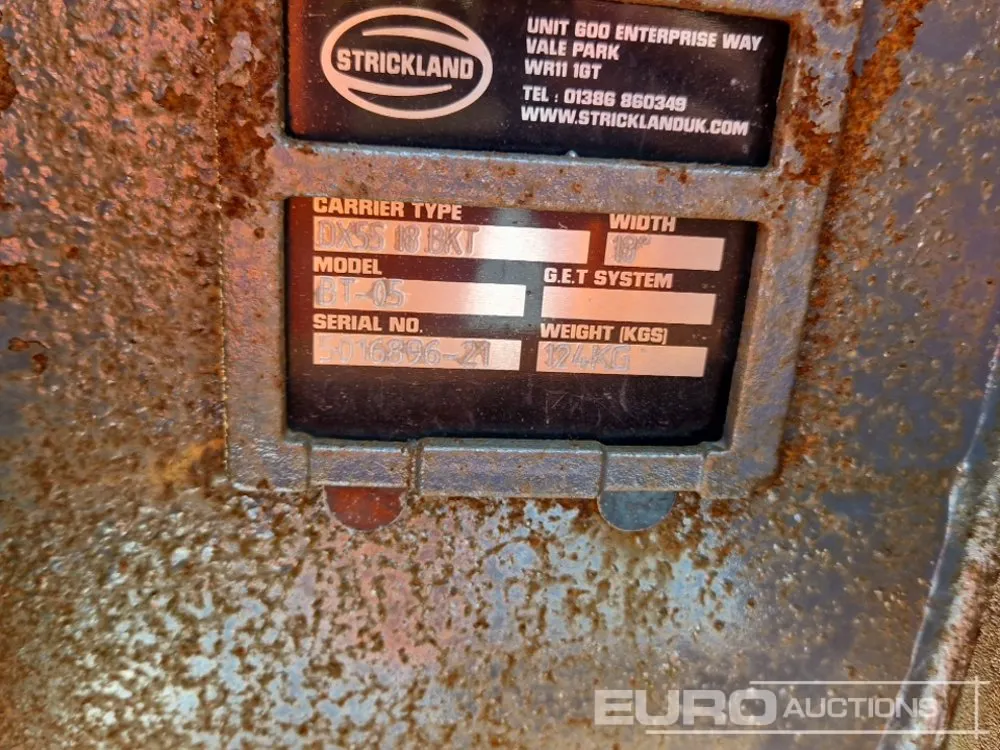 STRICKLAND
UNIT 600 ENTERPRISE WAY
VALE PARK
WR11 1GT
TEL : 01386 860349
WWW.STRICKLANDUK.COM
CARRIER TYPE
DX55 18 BKT
WIDTH
18"
MODEL
BT-05
G.E.T SYSTEM
SERIAL NO.
5016896-21
WEIGHT (KGS)
124KG
EURO AUCTIONS